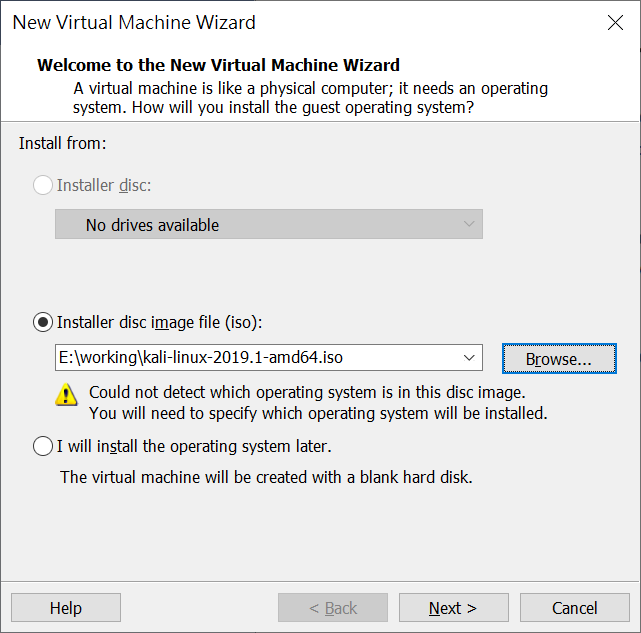 New Virtual Machine Wizard
Welcome to the New Virtual Machine Wizard
A virtual machine is like a physical computer; it needs an operating
system. How will you install the guest operating system?
Install from:
Installer disc:
No drives available
Installer disc image file (iso):
E:\working\kali-linux-2019.1-amd64.iso
Browse...
Could not detect which operating system is in this disc image.
You will need to specify which operating system will be installed.
I will install the operating system later.
The virtual machine will be created with a blank hard disk.
Help
< Back
Next >
Cancel